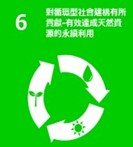 6
對循環型社會建構有所
貢獻-有效達成天然資
源的永續利用